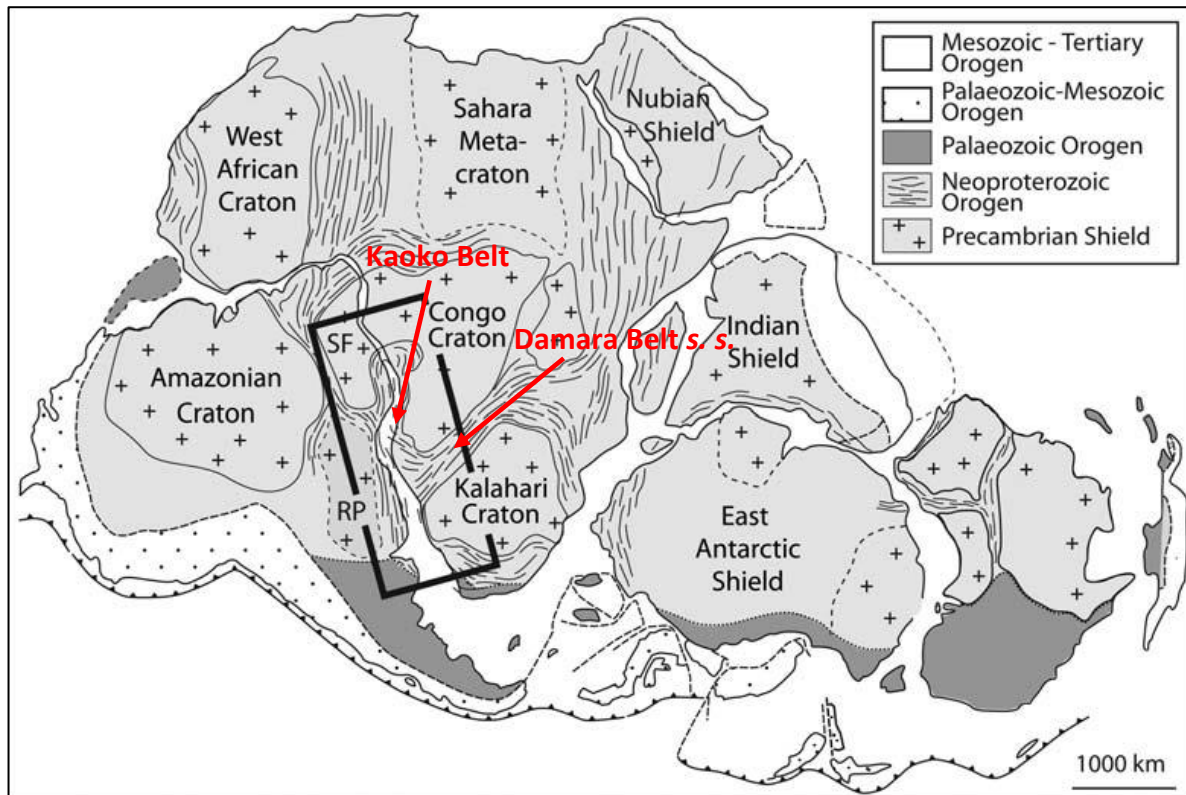 West
African
Craton
Sahara
Meta-
craton
Nubian
Shield
Mesozoic - Tertiary
Orogen
Palaeozoic-Mesozoic
Orogen
Palaeozoic Orogen
Neoproterozoic
Orogen
Precambrian Shield
Kaoko Belt
SF
Congo
Craton
Damara Belt s. s.
Indian
Shield
Amazonian
Craton
RP
Kalahari
Craton
East
Antarctic
Shield
1000 km